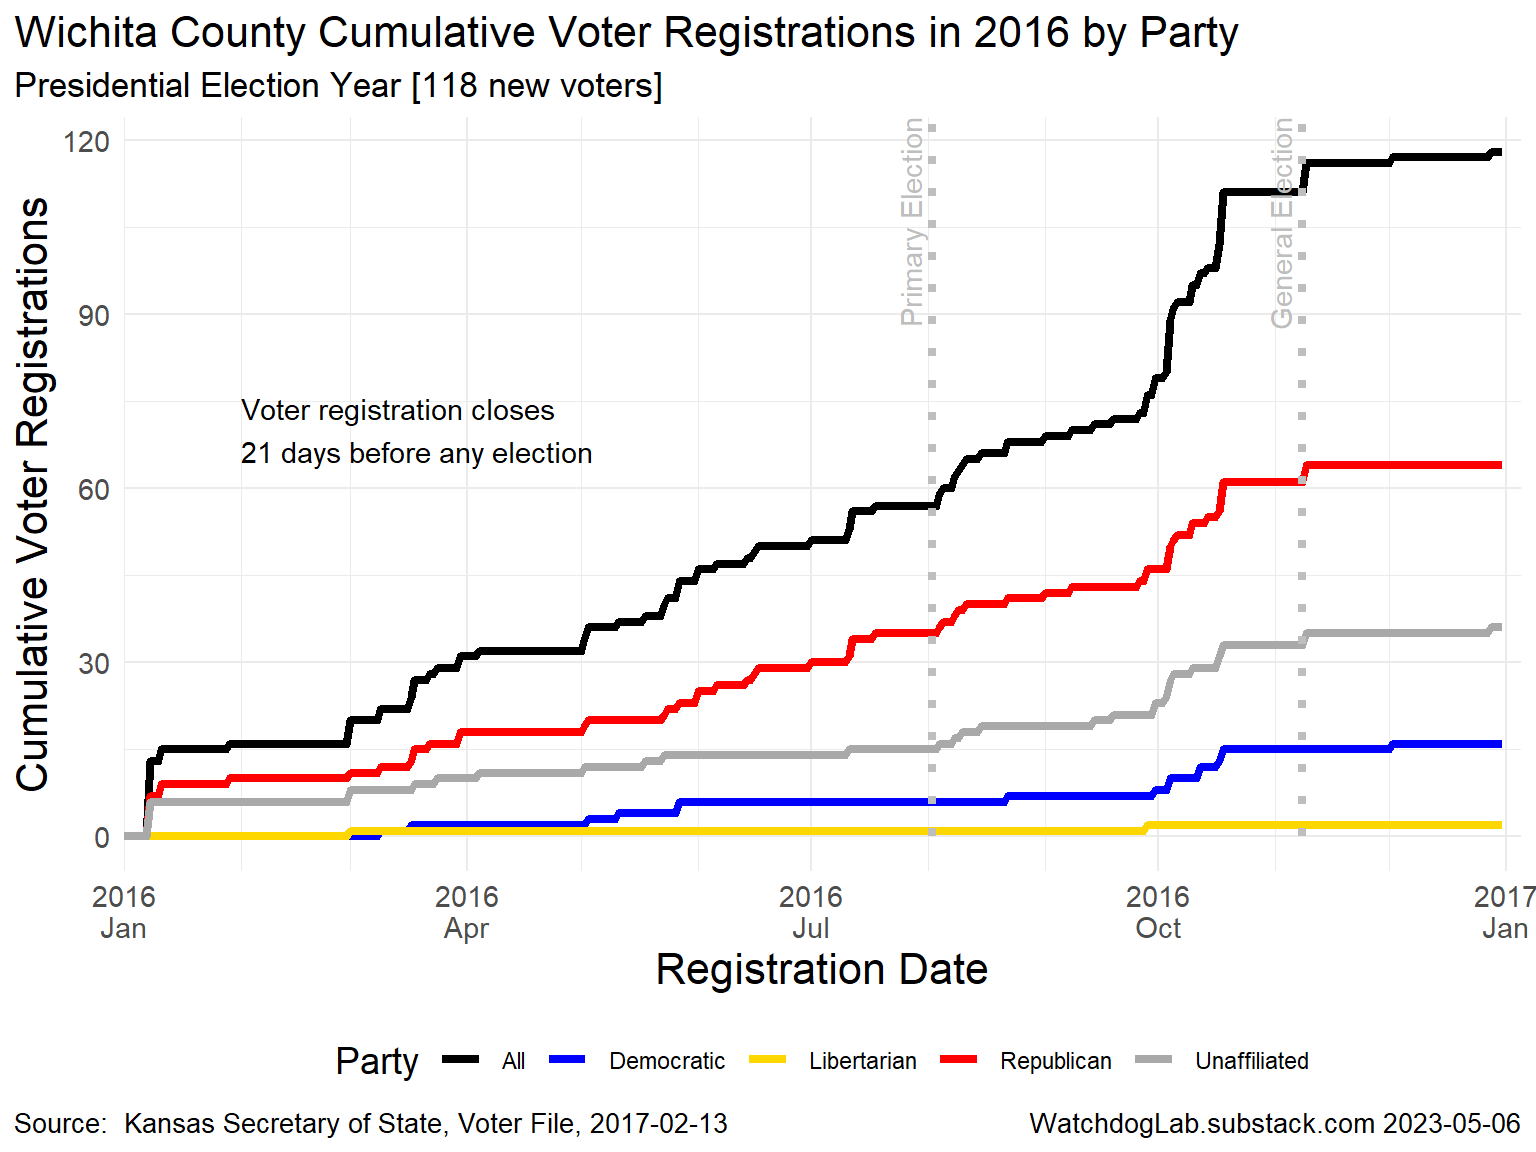 Wichita County Cumulative Voter Registrations in 2016 by Party
Presidential Election Year [118 new voters]
Cumulative Voter Registrations
120
90
60
30
0
Primary Election
General Election
Voter registration closes
21 days before any election
2016 2016 2016 2016 2017
Jan Apr Jul Oct Jan
Registration Date
Party All Democratic Libertarian Republican Unaffiliated
Source:  Kansas Secretary of State, Voter File, 2017-02-13
WatchdogLab.substack.com 2023-05-06